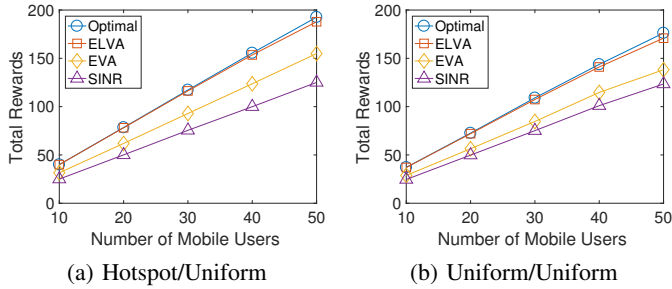 200
150
100
50
0
Total Rewards
Optimal
ELVA
EVA
SINR
10 20 30 40 50
Number of Mobile Users
(a) Hotspot/Uniform
200
150
100
50
0
Total Rewards
Optimal
ELVA
EVA
SINR
10 20 30 40 50
Number of Mobile Users
(b) Uniform/Uniform